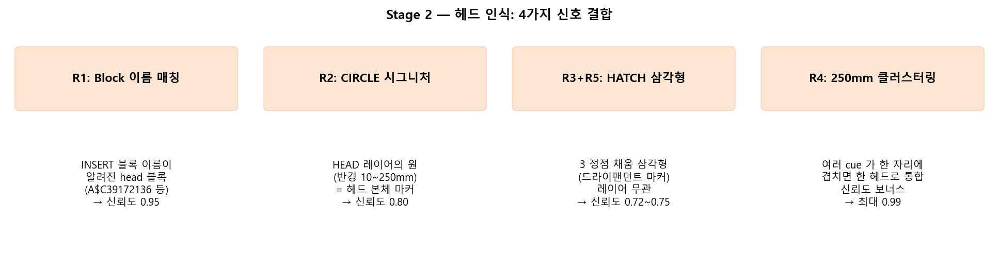 Stage 2 — 헤드 인식: 4가지 신호 결합
R1: Block 이름 매칭
R2: CIRCLE 시그니처
R3+R5: HATCH 삼각형
R4: 250mm 클러스터링
INSERT 블록 이름이
알려진 head 블록
(A$C39172136 등)
→ 신뢰도 0.95
HEAD 레이어의 원
(반경 10~250mm)
= 헤드 본체 마커
→ 신뢰도 0.80
3 정점 채움 삼각형
(드라이팬던트 마커)
레이어 무관
→ 신뢰도 0.72~0.75
여러 cue 가 한 자리에
겹치면 한 헤드로 통합
신뢰도 보너스
→ 최대 0.99